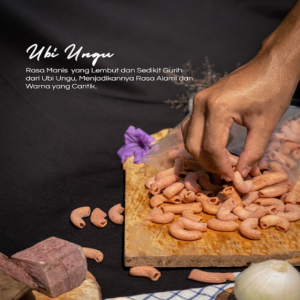 Ubi Ungu
Rasa Manis yang Lembut dan Sedikit Gurih
dari Ubi Ungu, Menjadikannya Rasa Alami dan
Warna yang Cantik.